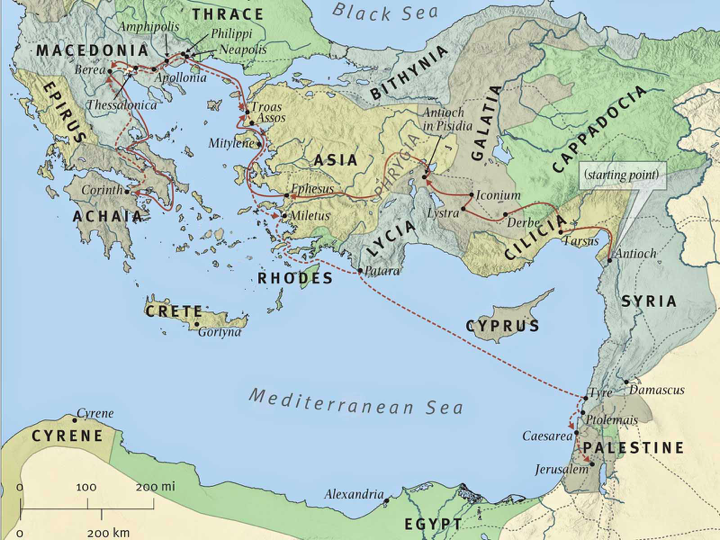 THRACE
Black Sea
Amphipolis
Philippi
Neapolis
MACEDONIA
Berea
Apollonia
Thessalonica
EPIRUS
BITHYNIA
GALATIA
CAPPADOCIA
Troas
Assos
Antioch
in Pisidia
Mitylene
ASIA
PHRYGIA
(starting point)
Corinth
Ephesus
Iconium
ACHAIA
Miletus
Lystra
Derbe
LYCIA
CILICIA
Tarsus
Antioch
RHODES
Patara
CRETE
Gortyna
CYPRUS
SYRIA
Mediterranean Sea
Tyre
Damascus
Ptolemais
Cyrene
CYRENE
Caesarea
PALESTINE
Jerusalem
0 100 200 mi
0 200 km
Alexandria
EGYPT